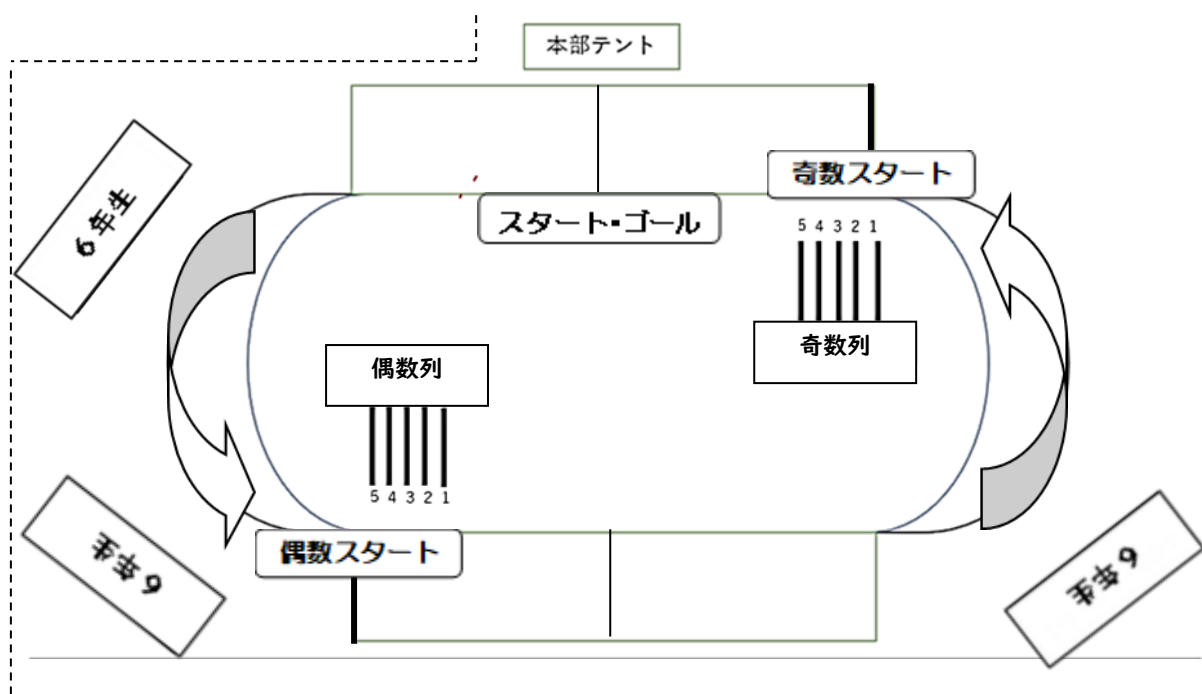 本部テント
奇数スタート
6年生
スタート・ゴール
5 4 3 2 1
奇数列
偶数列
5 4 3 2 1
偶数スタート
6年生
6年生